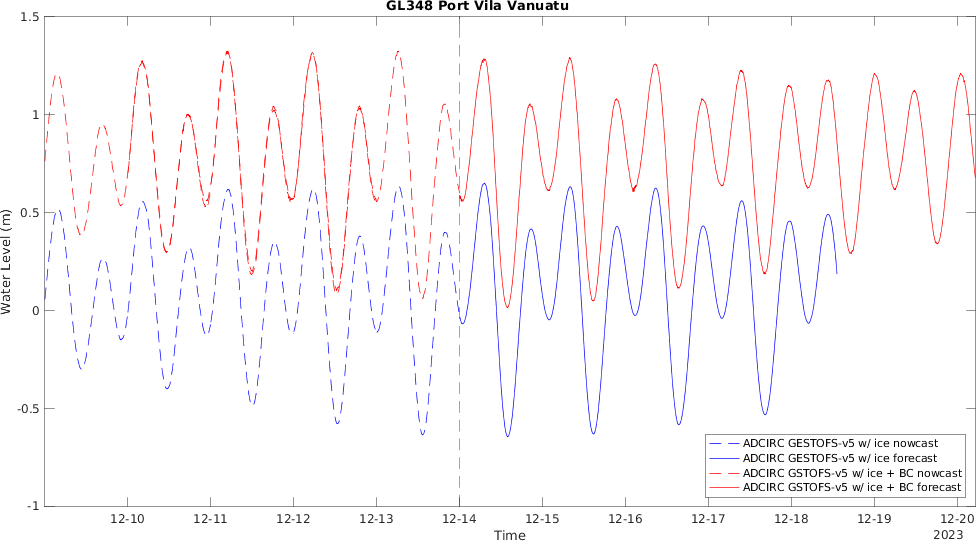 GL348 Port Vila Vanuatu
1.5
1
0.5
0
-0.5
-1
Water Level (m)
ADCIRC GESTOFS-v5 w/ ice nowcast
ADCIRC GESTOFS-v5 w/ ice forecast
ADCIRC GSTOFS-v5 w/ ice + BC nowcast
ADCIRC GSTOFS-v5 w/ ice + BC forecast
12-10 12-11 12-12 12-13 12-14 12-15 12-16 12-17 12-18 12-19 12-20
Time
2023